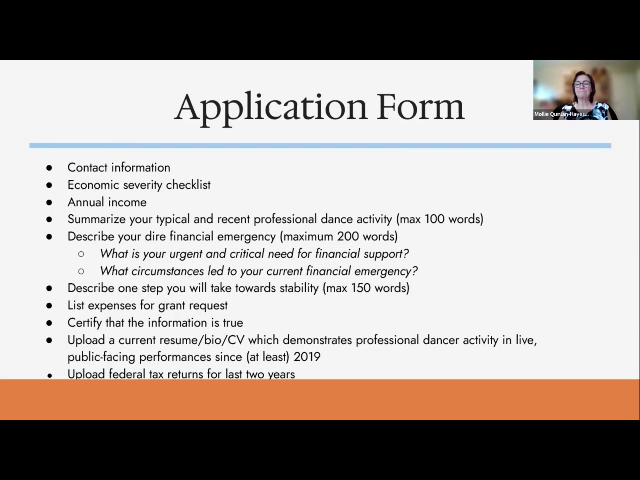 Application Form
● Contact information
● Economic severity checklist
● Annual income
● Summarize your typical and recent professional dance activity (max 100 words)
● Describe your dire financial emergency (maximum 200 words)
○ What is your urgent and critical need for financial support?
○ What circumstances led to your current financial emergency?
● Describe one step you will take towards stability (max 150 words)
● List expenses for grant request
● Certify that the information is true
● Upload a current resume/bio/CV which demonstrates professional dancer activity in live,
public-facing performances since (at least) 2019
● Upload federal tax returns for last two years
Mollie